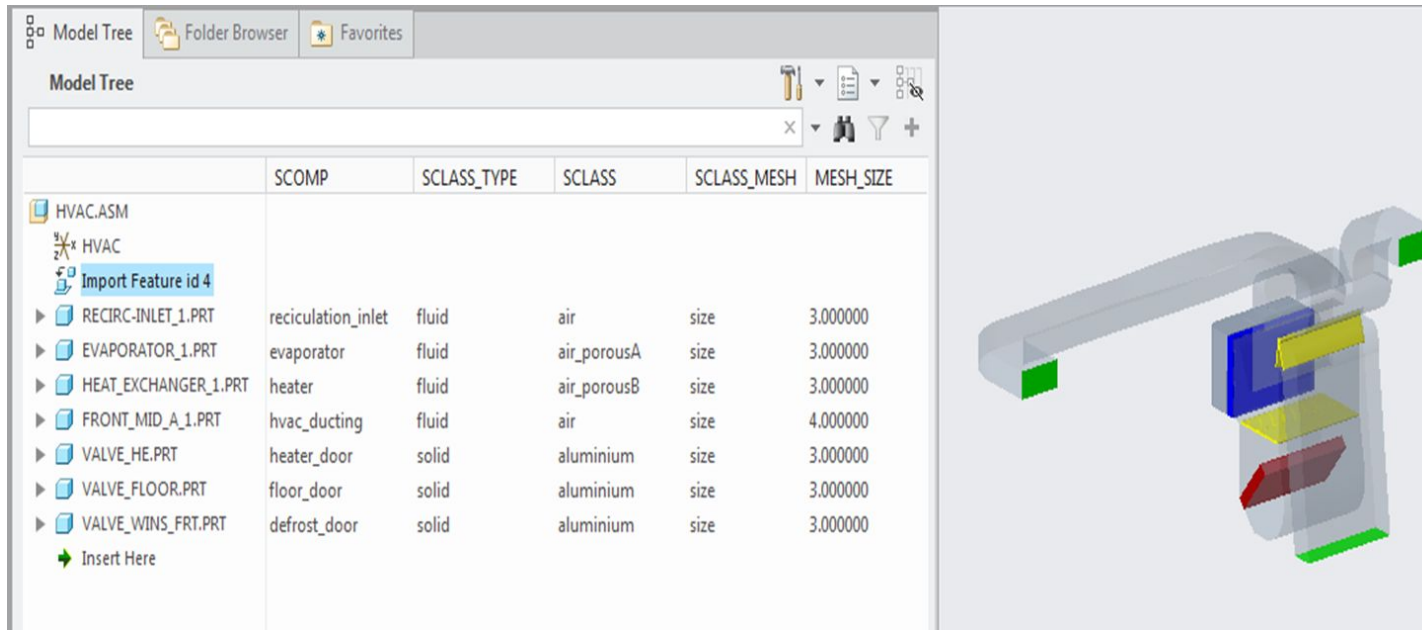 Model Tree Folder Browser Favorites
Model Tree
SCOMP SCLASS_TYPE SCLASS SCLASS_MESH MESH_SIZE
HVAC.ASM
HVAC
Import Feature id 4
RECIRC-INLET_1.PRT reciculation_inlet fluid air size 3.000000
EVAPORATOR_1.PRT evaporator fluid air_porousA size 3.000000
HEAT_EXCHANGER_1.PRT heater fluid air_porousB size 3.000000
FRONT_MID_A_1.PRT hvac_ducting fluid air size 4.000000
VALVE_HE.PRT heater_door solid aluminium size 3.000000
VALVE_FLOOR.PRT floor_door solid aluminium size 3.000000
VALVE_WINS_FRT.PRT defrost_door solid aluminium size 3.000000
Insert Here